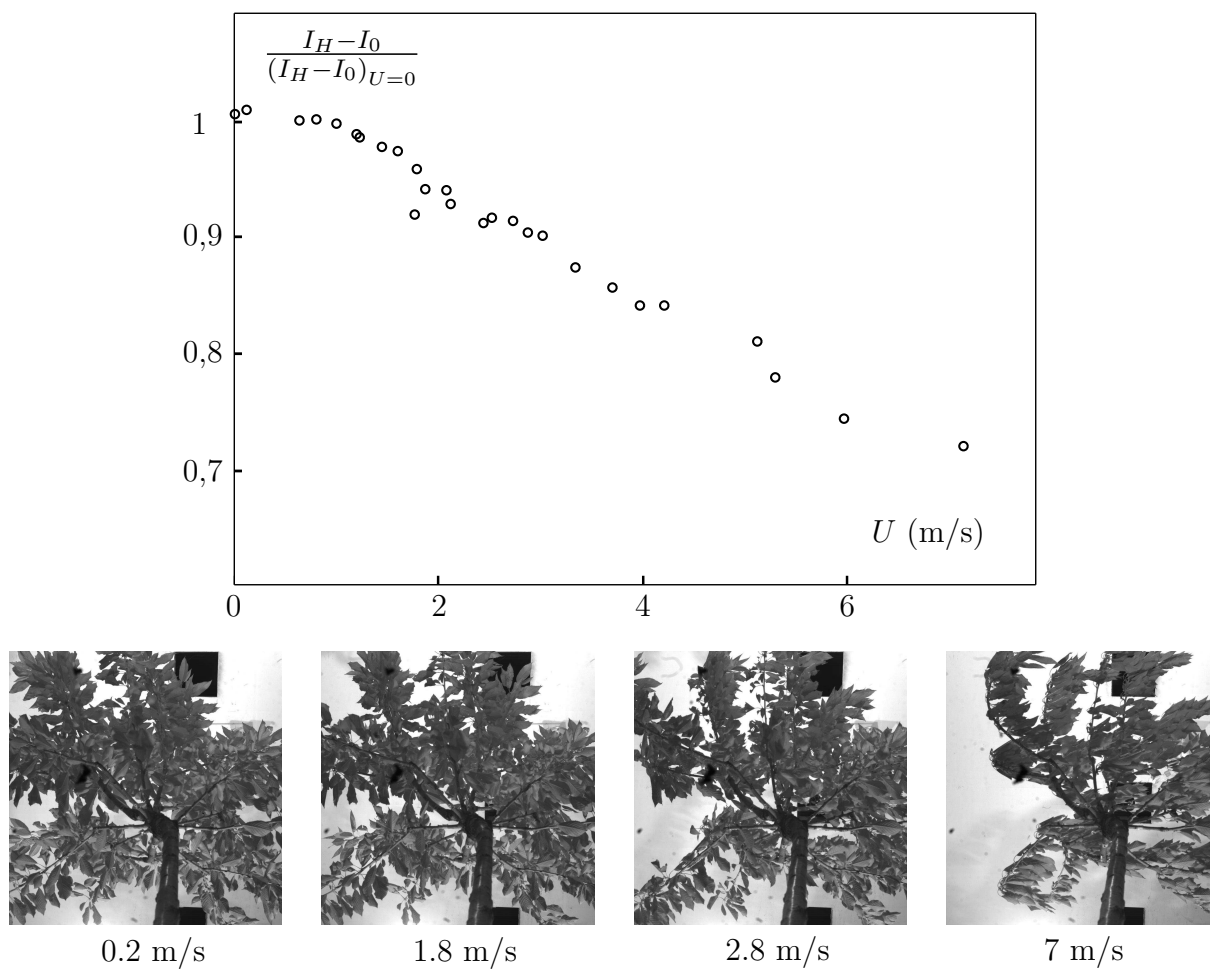 I_H−I_0
(I_H−I_0)_{U=0}
1
0,9
0,8
0,7
U (m/s)
0 2 4 6
0.2 m/s 1.8 m/s 2.8 m/s 7 m/s